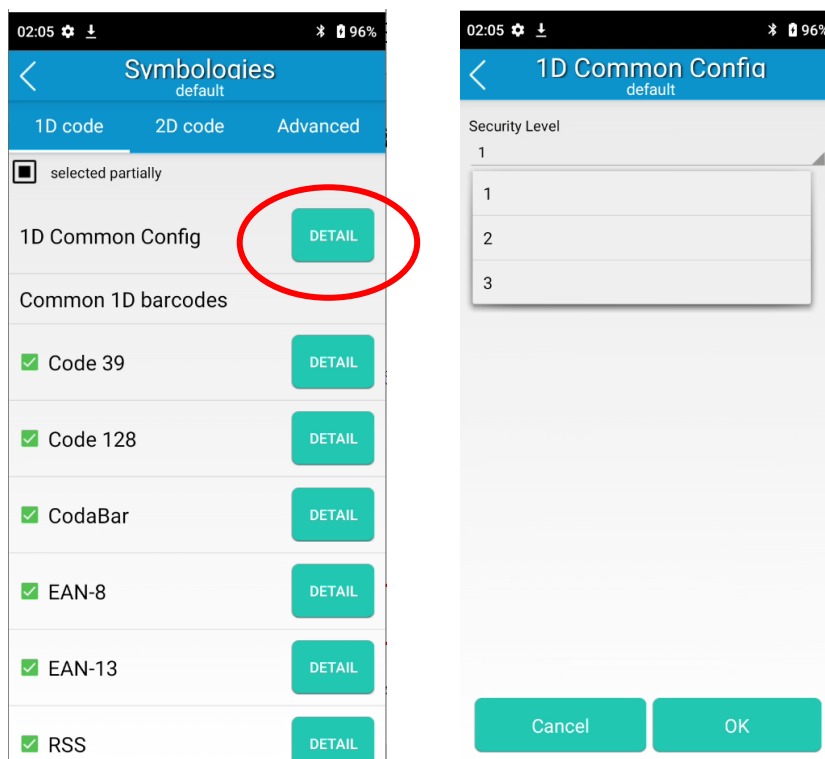 02:05 96%
Symbologies
default
1D code 2D code Advanced
selected partially
1D Common Config DETAIL
Common 1D barcodes
Code 39 DETAIL
Code 128 DETAIL
CodaBar DETAIL
EAN-8 DETAIL
EAN-13 DETAIL
RSS DETAIL
02:05 96%
1D Common Config
default
Security Level
1
1
2
3
Cancel OK